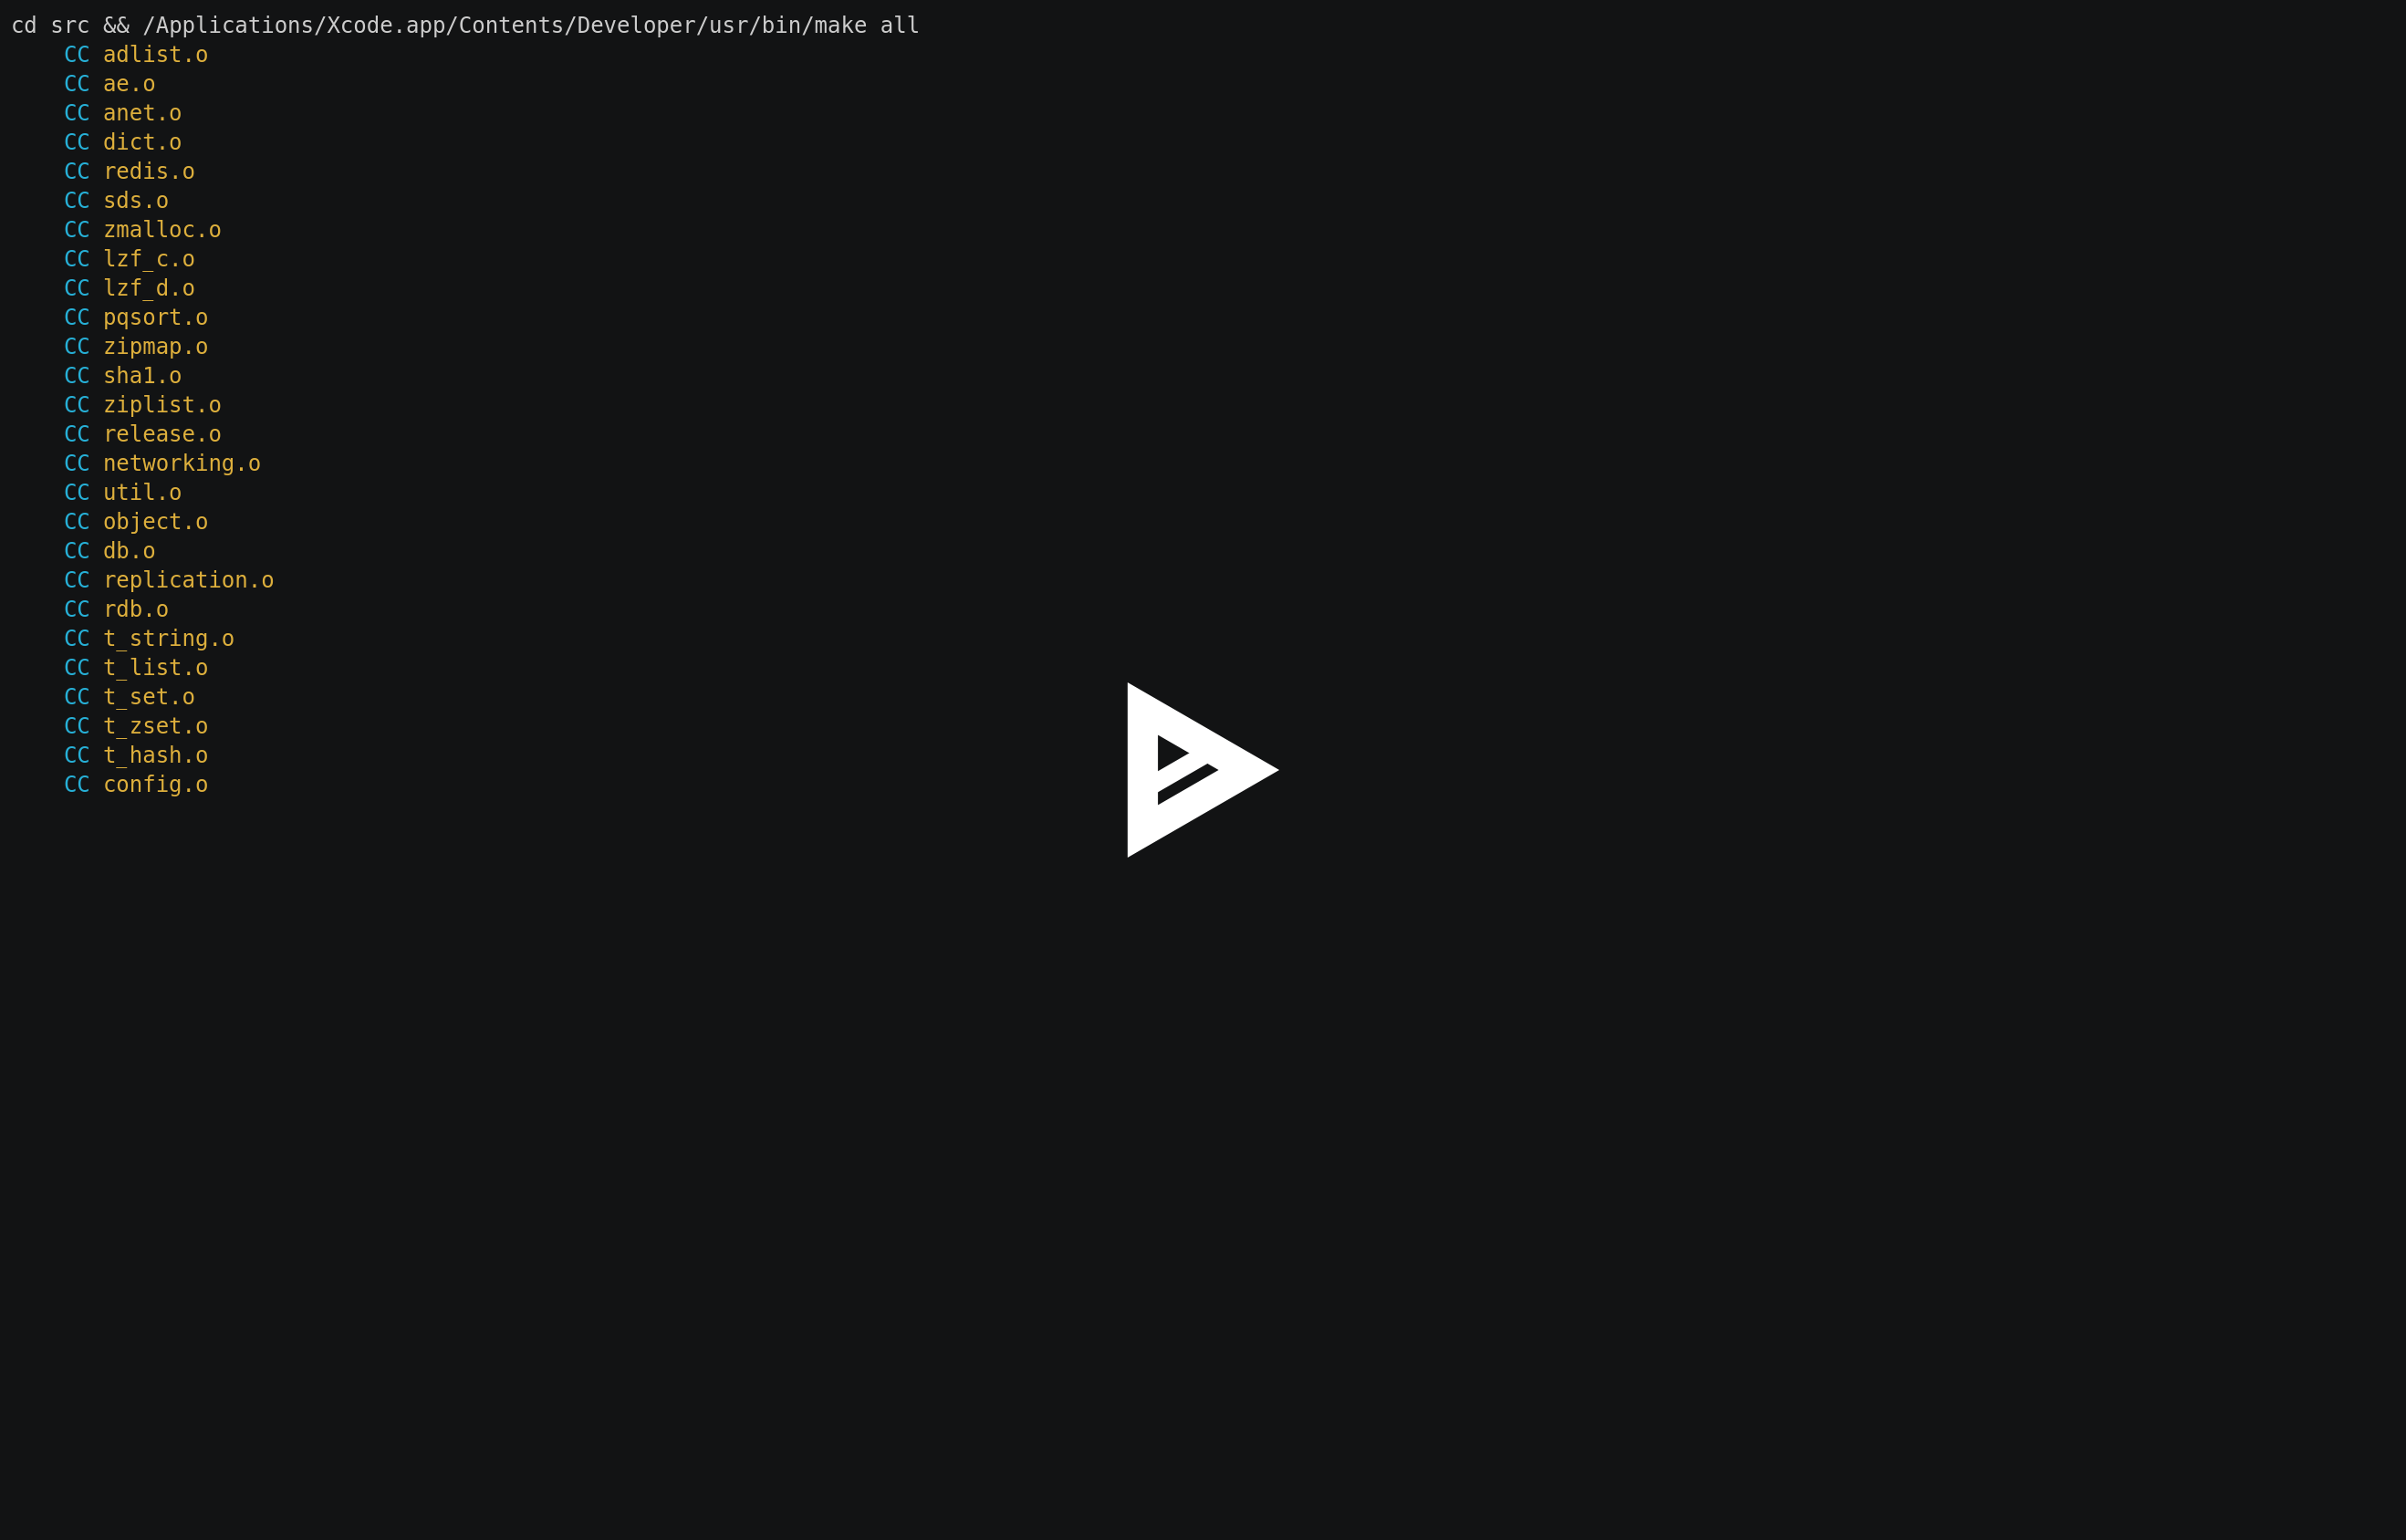 cd src && /Applications/Xcode.app/Contents/Developer/usr/bin/make all
CC adlist.o
CC ae.o
CC anet.o
CC dict.o
CC redis.o
CC sds.o
CC zmalloc.o
CC lzf_c.o
CC lzf_d.o
CC pqsort.o
CC zipmap.o
CC sha1.o
CC ziplist.o
CC release.o
CC networking.o
CC util.o
CC object.o
CC db.o
CC replication.o
CC rdb.o
CC t_string.o
CC t_list.o
CC t_set.o
CC t_zset.o
CC t_hash.o
CC config.o